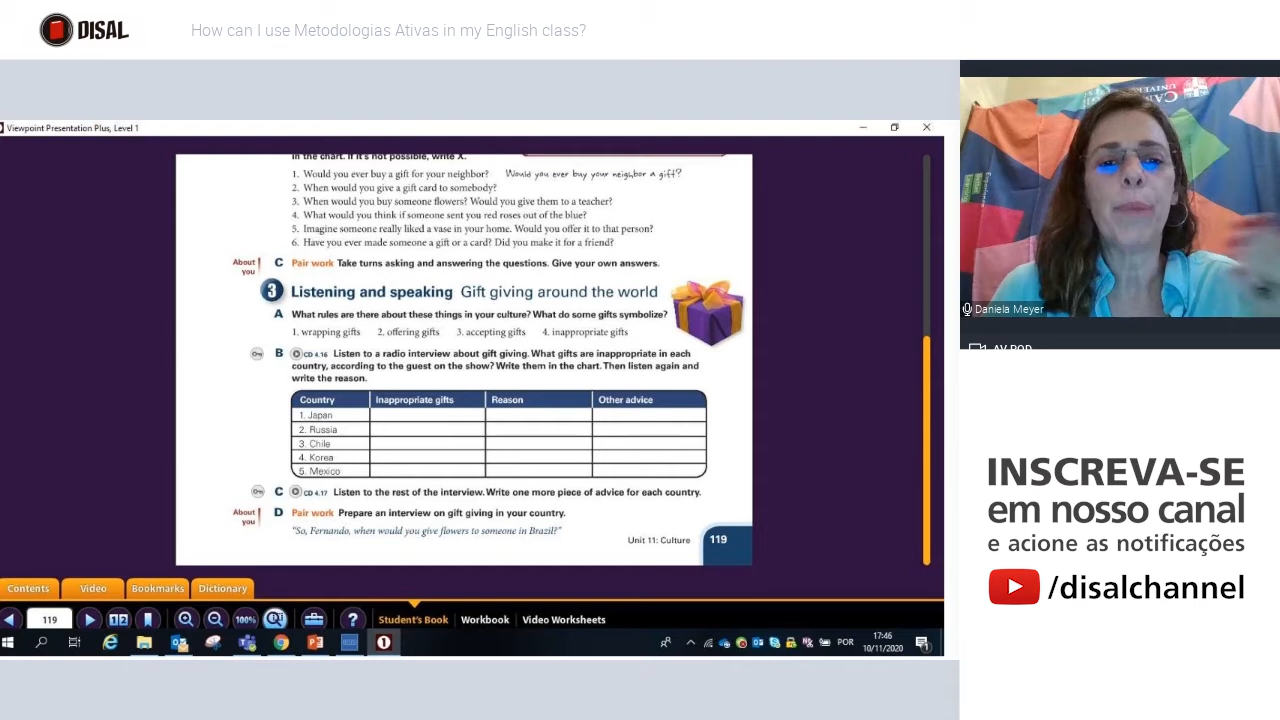 DISAL
How can I use Metodologias Ativas in my English class?
Viewpoint Presentation Plus, Level 1
in the chart. If it's not possible, write X.
1. Would you ever buy a gift for your neighbor? Would you ever buy your neighbor a gift?
2. When would you give a gift card to somebody?
3. When would you buy someone flowers? Would you give them to a teacher?
4. What would you think if someone sent you red roses out of the blue?
5. Imagine someone really liked a vase in your home. Would you offer it to that person?
6. Have you ever made someone a gift or a card? Did you make it for a friend?
About you
C Pair work Take turns asking and answering the questions. Give your own answers.
3 Listening and speaking Gift giving around the world
A What rules are there about these things in your culture? What do some gifts symbolize?
1. wrapping gifts 2. offering gifts 3. accepting gifts 4. inappropriate gifts
B CD 4.16 Listen to a radio interview about gift giving. What gifts are inappropriate in each
country, according to the guest on the show? Write them in the chart. Then listen again and
write the reason.
Country Inappropriate gifts Reason Other advice
1. Japan
2. Russia
3. Chile
4. Korea
5. Mexico
C CD 4.17 Listen to the rest of the interview. Write one more piece of advice for each country.
About you
D Pair work Prepare an interview on gift giving in your country.
"So, Fernando, when would you give flowers to someone in Brazil?"
Unit 11: Culture 119
Contents Video Bookmarks Dictionary
119 1 2 100% ? Student's Book Workbook Video Worksheets
POR 17:46
10/11/2020
Daniela Meyer
INSCREVA-SE
em nosso canal
e acione as notificações
/disalchannel